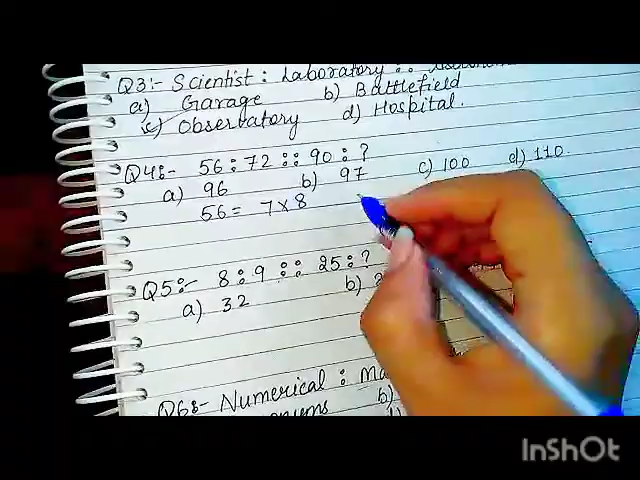 Q3:- Scientist : Laboratory ::
a) Garage b) Battlefield
c) Observatory d) Hospital.
Q4:- 56 : 72 :: 90 : ?
a) 96 b) 97 c) 100 d) 110
56 = 7 x 8
Q5:- 8 : 9 :: 25 : ?
a) 32 b)
Q6:- Numerical :
b)
InShOt